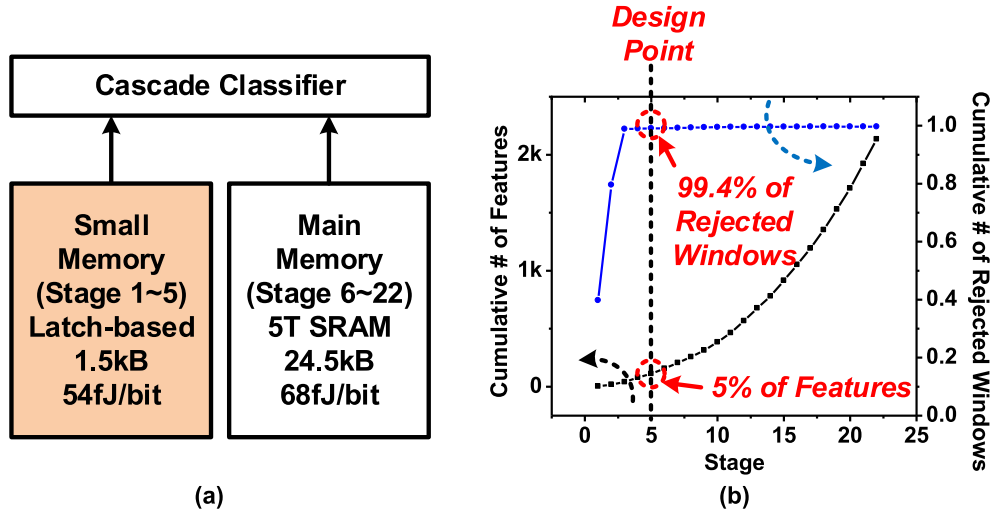 Cascade Classifier
Small
Memory
(Stage 1~5)
Latch-based
1.5kB
54fJ/bit
Main
Memory
(Stage 6~22)
5T SRAM
24.5kB
68fJ/bit
(a)
Design
Point
Cumulative # of Features
2k
1k
0
99.4% of
Rejected
Windows
5% of Features
1.0
0.8
0.6
0.4
0.2
0.0
Cumulative # of Rejected Windows
0 5 10 15 20 25
Stage
(b)